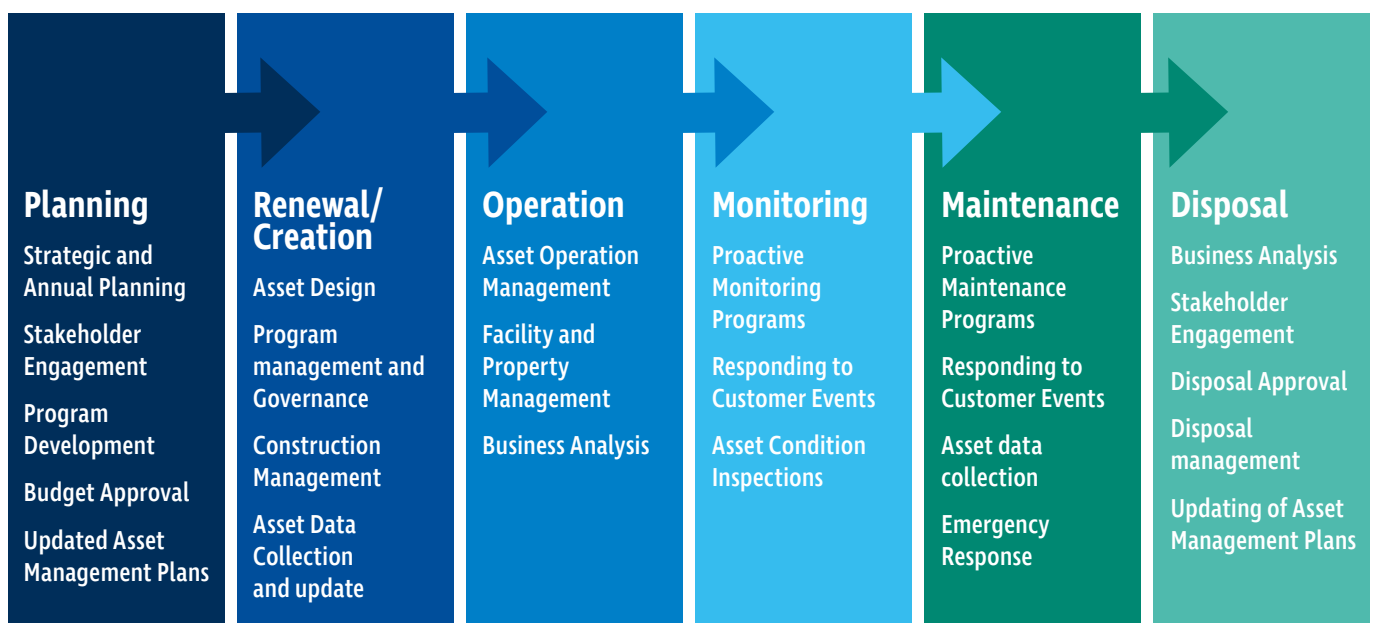 Planning
Strategic and
Annual Planning
Stakeholder
Engagement
Program
Development
Budget Approval
Updated Asset
Management Plans
Renewal/
Creation
Asset Design
Program
management and
Governance
Construction
Management
Asset Data
Collection
and update
Operation
Asset Operation
Management
Facility and
Property
Management
Business Analysis
Monitoring
Proactive
Monitoring
Programs
Responding to
Customer Events
Asset Condition
Inspections
Maintenance
Proactive
Maintenance
Programs
Responding to
Customer Events
Asset data
collection
Emergency
Response
Disposal
Business Analysis
Stakeholder
Engagement
Disposal Approval
Disposal
management
Updating of Asset
Management Plans